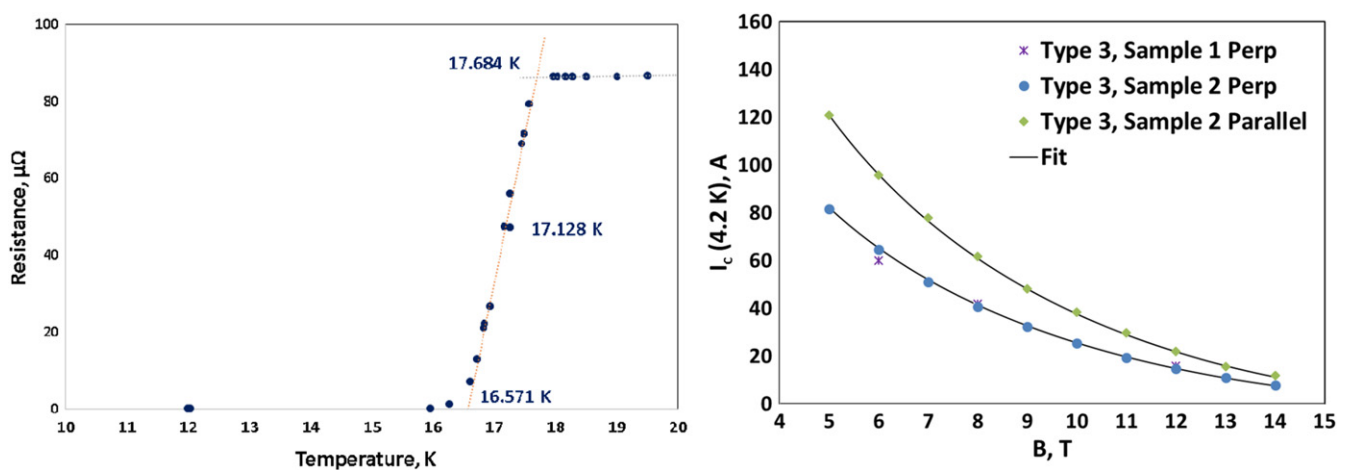 100
80
60
40
20
0
Resistance, μΩ
17.684 K
17.128 K
16.571 K
10 11 12 13 14 15 16 17 18 19 20
Temperature, K
160
140
120
100
80
60
40
20
0
I_c (4.2 K), A
Type 3, Sample 1 Perp
Type 3, Sample 2 Perp
Type 3, Sample 2 Parallel
Fit
4 5 6 7 8 9 10 11 12 13 14 15
B, T